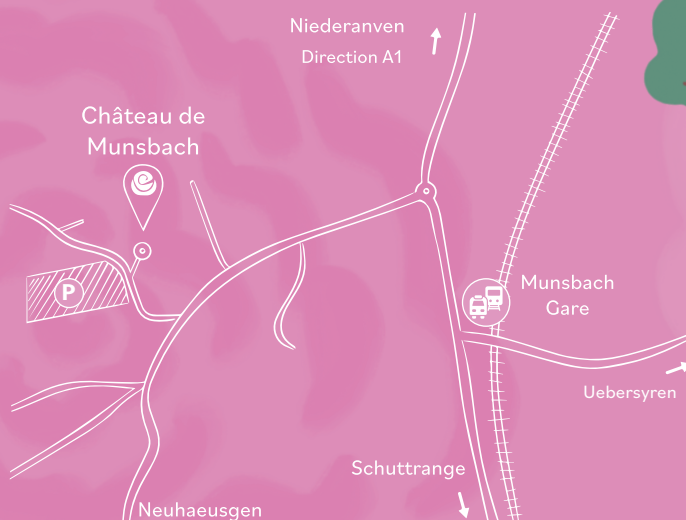 Niederanven
Direction A1
Château de
Munsbach
P
Munsbach
Gare
Uebersyren
Schuttrange
Neuhaeusgen